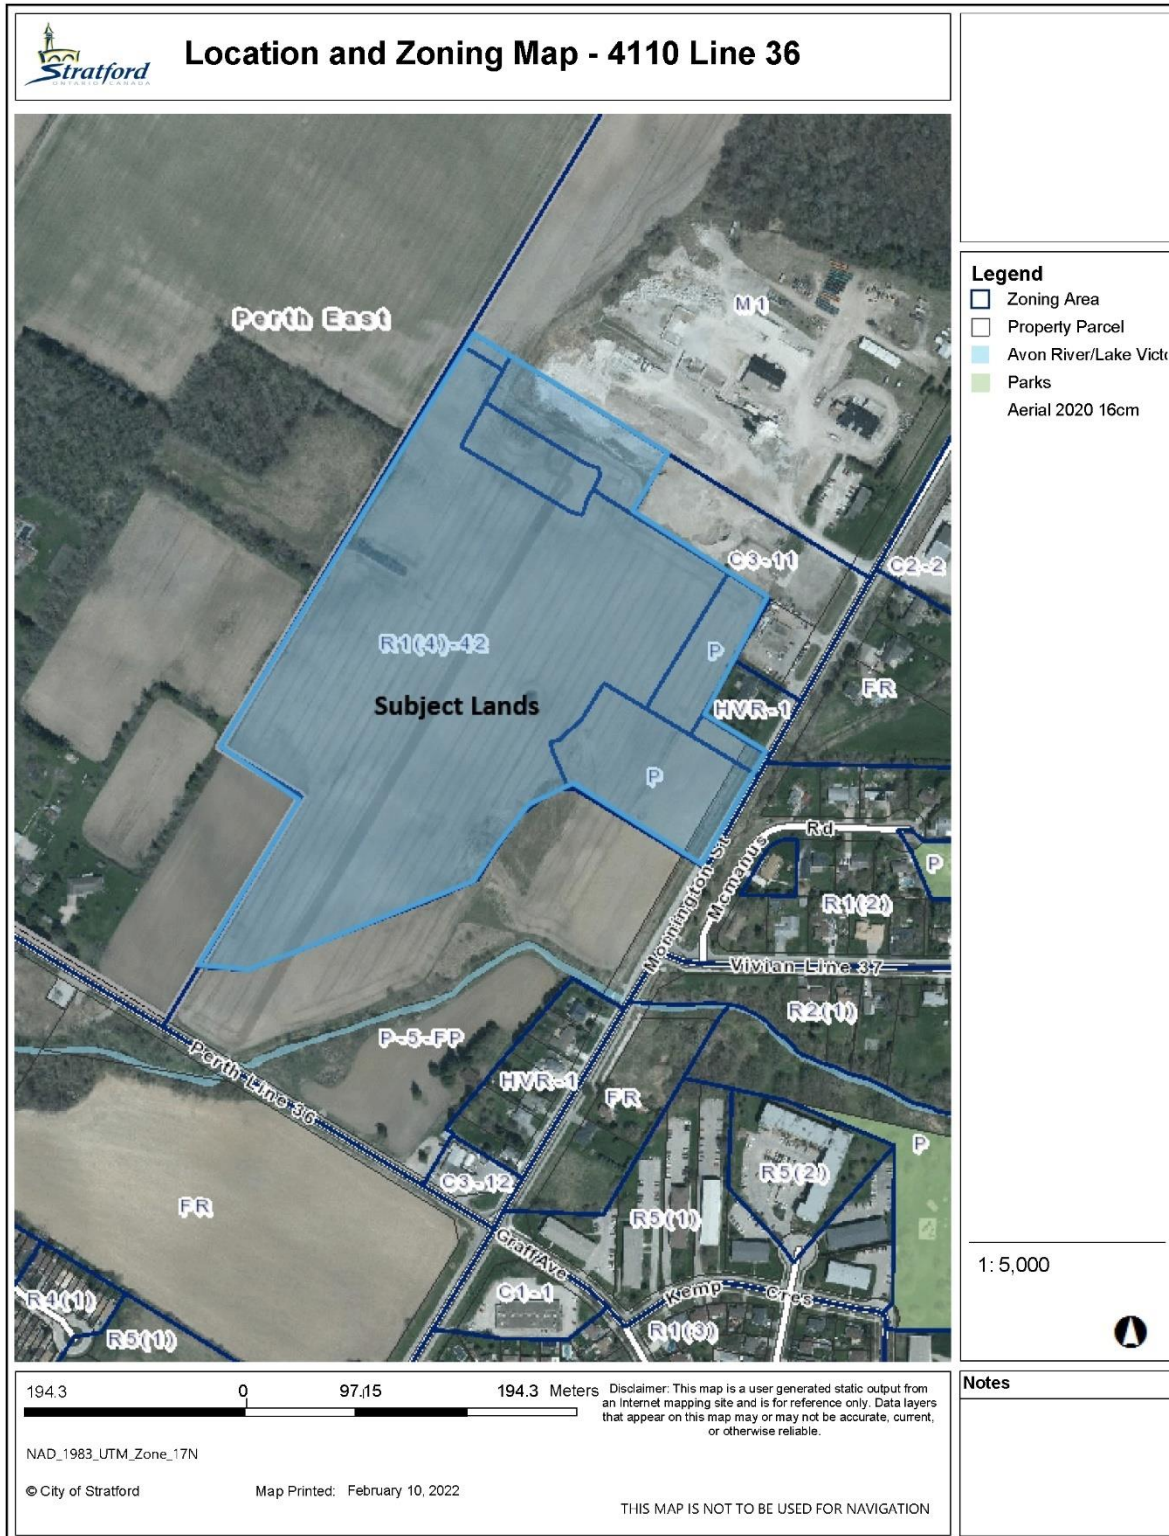 Stratford
ONTARIO CANADA
Location and Zoning Map - 4110 Line 36
Perth East
M1
C3-11
C2-2
R1(4)-42
P
FR
Subject Lands
HVR-1
P
Rd
Mcmanus
P
R1(2)
Mornington St
Vivian Line 37
R2(1)
P-5-FP
Perth Line 36
HVR-1
FR
P
R5(2)
C3-12
FR
R5(1)
Graff Ave
C1-1
Kemp Cres
R4(1)
R5(1)
R1(3)
Legend
Zoning Area
Property Parcel
Avon River/Lake Victo
Parks
Aerial 2020 16cm
1: 5,000
194.3 0 97.15 194.3 Meters
NAD_1983_UTM_Zone_17N
© City of Stratford Map Printed: February 10, 2022
Disclaimer: This map is a user generated static output from
an Internet mapping site and is for reference only. Data layers
that appear on this map may or may not be accurate, current,
or otherwise reliable.
THIS MAP IS NOT TO BE USED FOR NAVIGATION
Notes